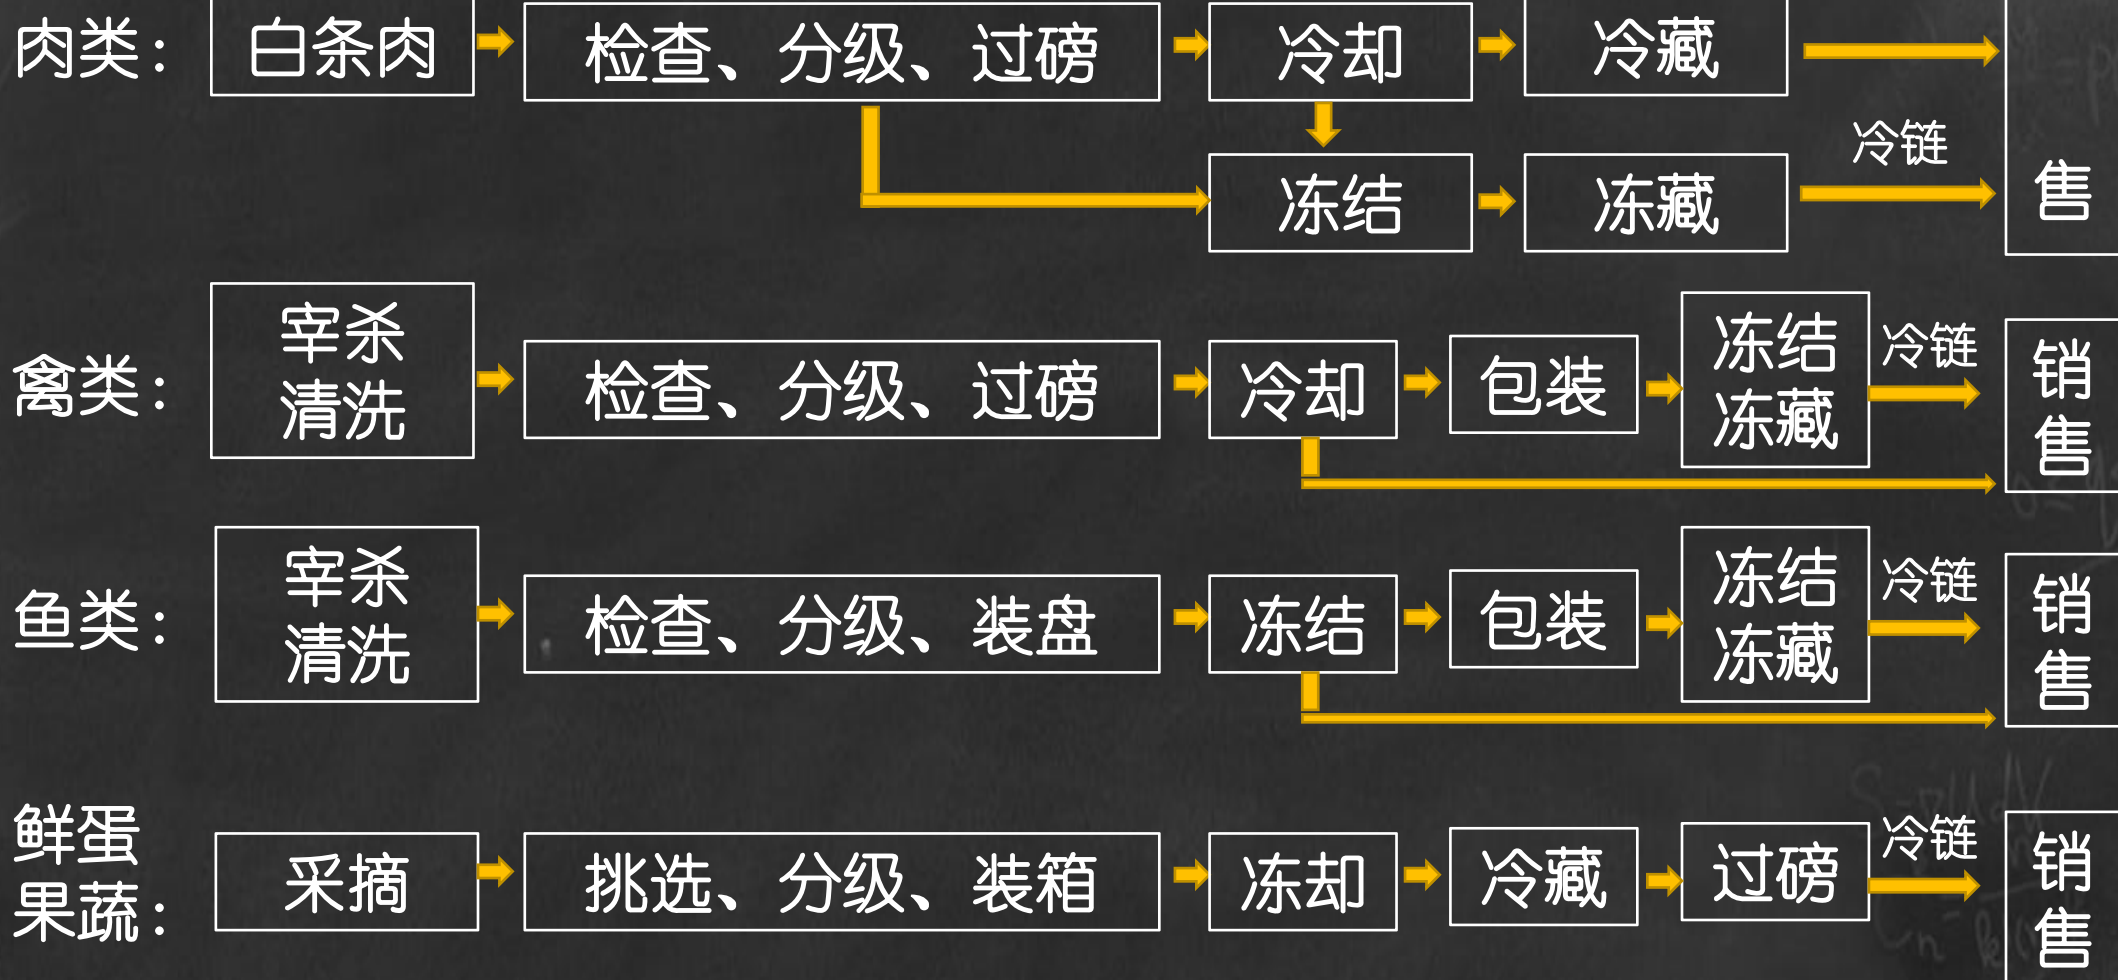 肉类：
白条肉
检查、分级、过磅
冷却
冷藏
冷链
冻结
冻藏
售
禽类：
宰杀
清洗
检查、分级、过磅
冷却
包装
冻结
冻藏
冷链
销
售
鱼类：
宰杀
清洗
检查、分级、装盘
冻结
包装
冻结
冻藏
冷链
销
售
鲜蛋
果蔬：
采摘
挑选、分级、装箱
冻却
冷藏
过磅
冷链
销
售